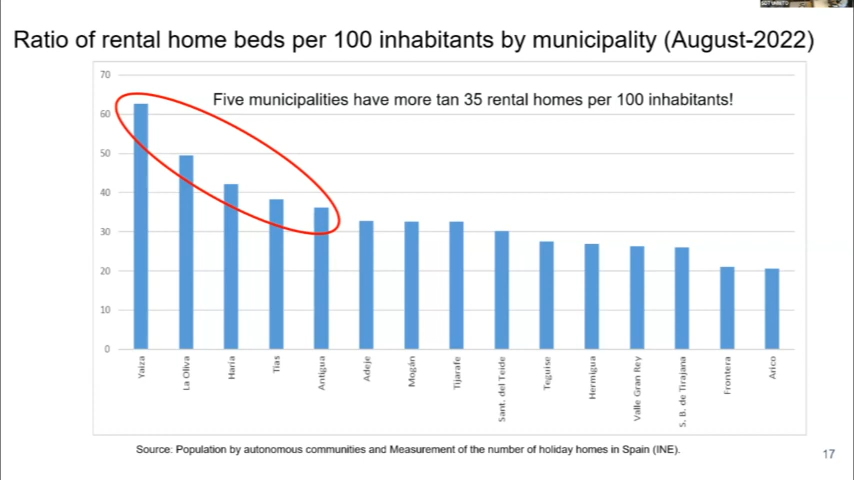 Ratio of rental home beds per 100 inhabitants by municipality (August-2022)
70
Five municipalities have more tan 35 rental homes per 100 inhabitants!
60
50
40
30
20
10
0
Yaiza
La Oliva
Haría
Tías
Antigua
Adeje
Mogán
Tijarafe
Sant. del Teide
Teguise
Hermigua
Valle Gran Rey
S. B. de Tirajana
Frontera
Arico
Source: Population by autonomous communities and Measurement of the number of holiday homes in Spain (INE).
17